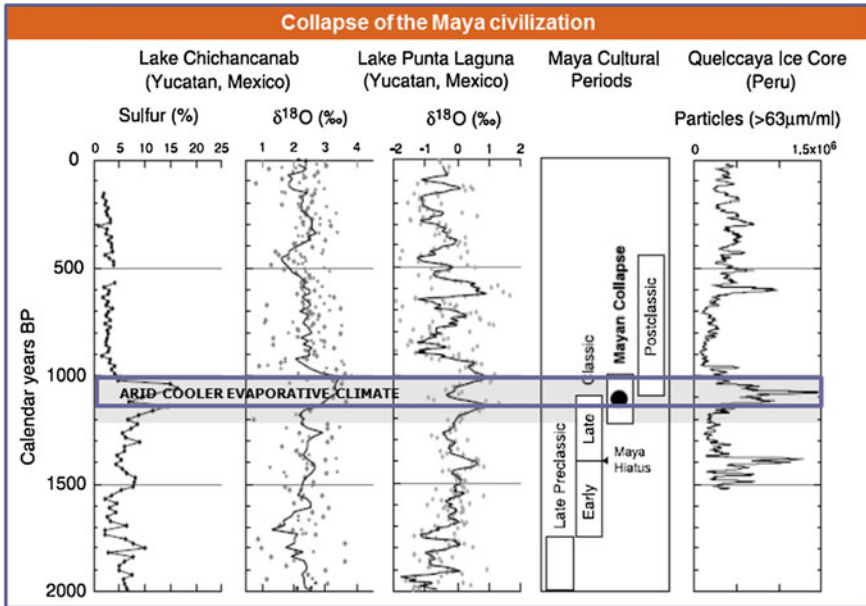 Collapse of the Maya civilization
Lake Chichancanab
(Yucatan, Mexico)
Lake Punta Laguna
(Yucatan, Mexico)
Maya Cultural
Periods
Quelccaya Ice Core
(Peru)
Sulfur (%)
δ18O (‰)
δ18O (‰)
Particles (>63μm/ml)
0 5 10 15 20 25
1 2 3 4
-2 -1 0 1 2
0 1,5x10⁶
Calendar years BP
0
500
1000
1500
2000
ARID COOLER EVAPORATIVE CLIMATE
Late Preclassic
Early
Late
Classic
Mayan Collapse
Postclassic
Maya
Hiatus